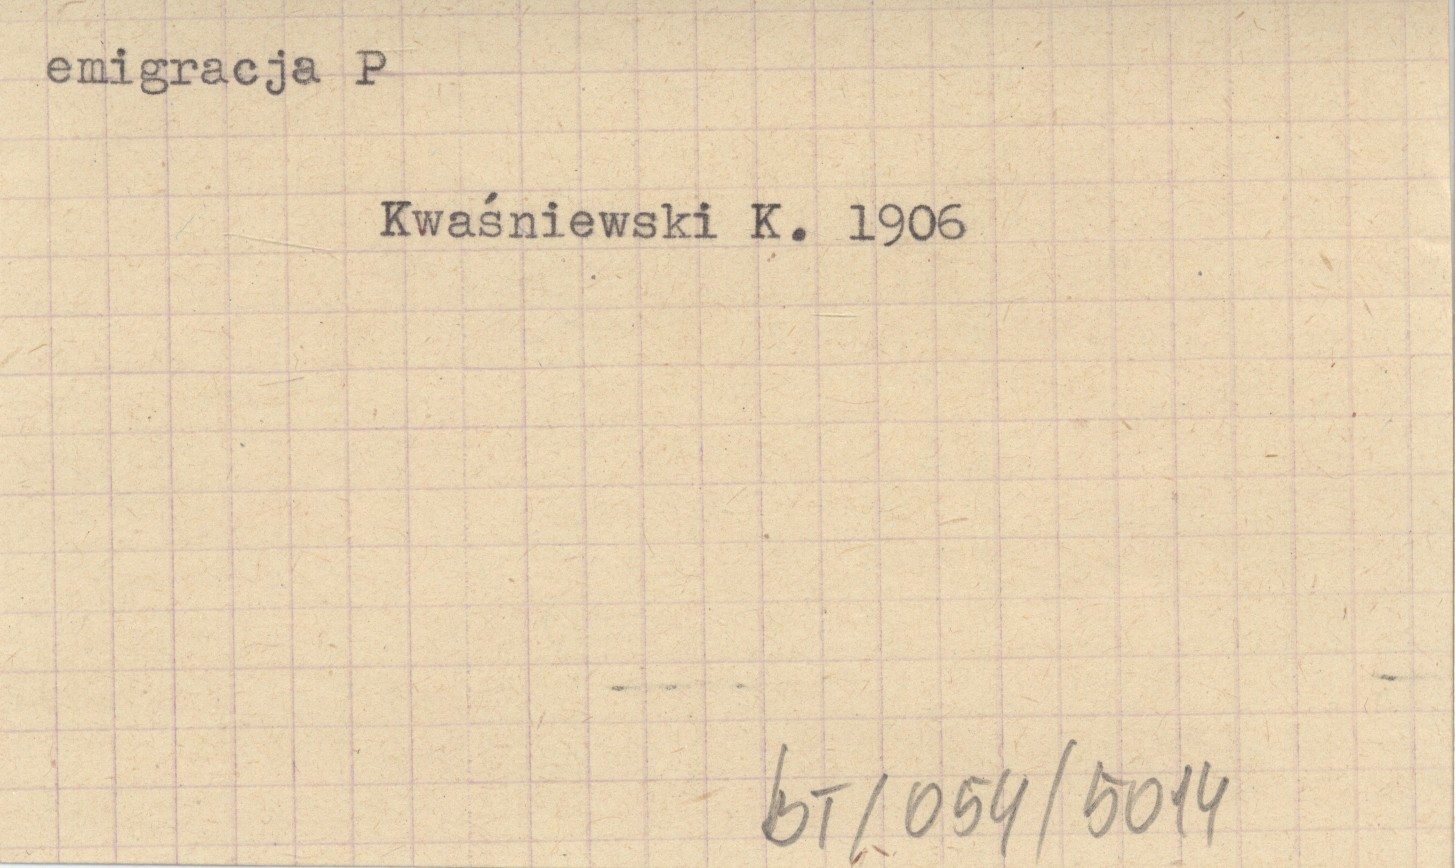 emigracja P
Kwaśniewski K. 1906
bT/054/5014